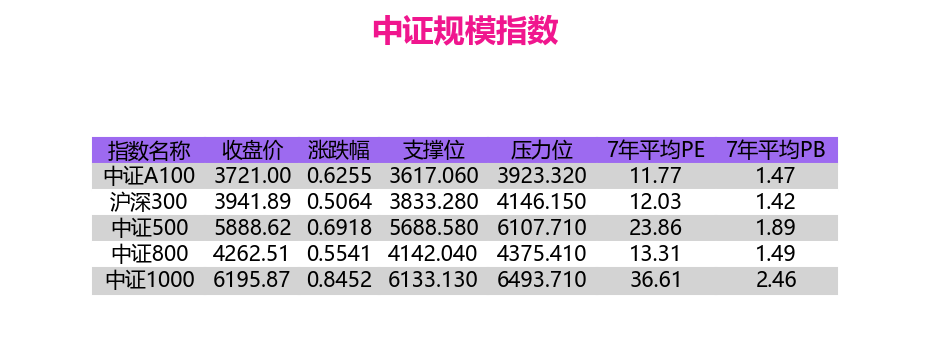 中证规模指数
指数名称 收盘价 涨跌幅 支撑位 压力位 7年平均PE 7年平均PB
中证A100 3721.00 0.6255 3617.060 3923.320 11.77 1.47
沪深300 3941.89 0.5064 3833.280 4146.150 12.03 1.42
中证500 5888.62 0.6918 5688.580 6107.710 23.86 1.89
中证800 4262.51 0.5541 4142.040 4375.410 13.31 1.49
中证1000 6195.87 0.8452 6133.130 6493.710 36.61 2.46